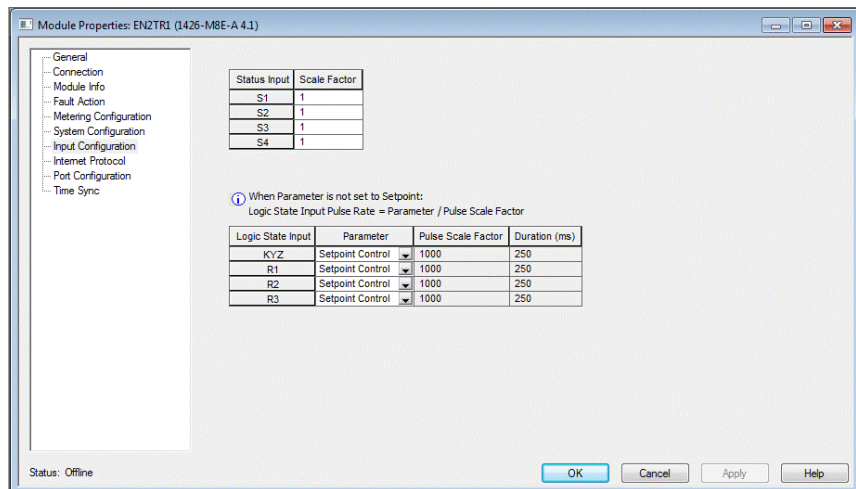 Module Properties: EN2TR1 (1426-M8E-A 4.1)
General
Connection
Module Info
Fault Action
Metering Configuration
System Configuration
Input Configuration
Internet Protocol
Port Configuration
Time Sync
Status Input Scale Factor
S1 1
S2 1
S3 1
S4 1
When Parameter is not set to Setpoint:
Logic State Input Pulse Rate = Parameter / Pulse Scale Factor
Logic State Input Parameter Pulse Scale Factor Duration (ms)
KYZ Setpoint Control 1000 250
R1 Setpoint Control 1000 250
R2 Setpoint Control 1000 250
R3 Setpoint Control 1000 250
Status: Offline
OK Cancel Apply Help